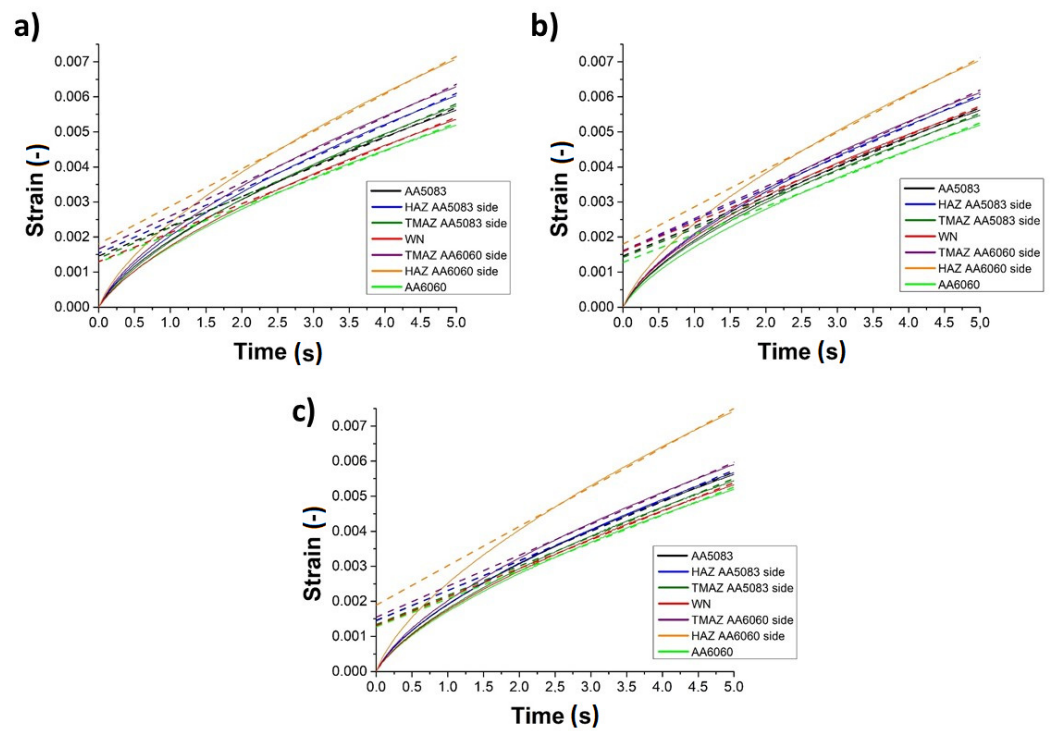 a)
0.007
0.006
0.005
0.004
0.003
0.002
0.001
0.000
Strain (-)
AA5083
HAZ AA5083 side
TMAZ AA5083 side
WN
TMAZ AA6060 side
HAZ AA6060 side
AA6060
0.0 0.5 1.0 1.5 2.0 2.5 3.0 3.5 4.0 4.5 5.0
Time (s)
b)
0.007
0.006
0.005
0.004
0.003
0.002
0.001
0.000
Strain (-)
AA5083
HAZ AA5083 side
TMAZ AA5083 side
WN
TMAZ AA6060 side
HAZ AA6060 side
AA6060
0.0 0.5 1.0 1.5 2.0 2.5 3.0 3.5 4.0 4.5 5,0
Time (s)
c)
0.007
0.006
0.005
0.004
0.003
0.002
0.001
0.000
Strain (-)
AA5083
HAZ AA5083 side
TMAZ AA5083 side
WN
TMAZ AA6060 side
HAZ AA6060 side
AA6060
0.0 0.5 1.0 1.5 2.0 2.5 3.0 3.5 4.0 4.5 5.0
Time (s)